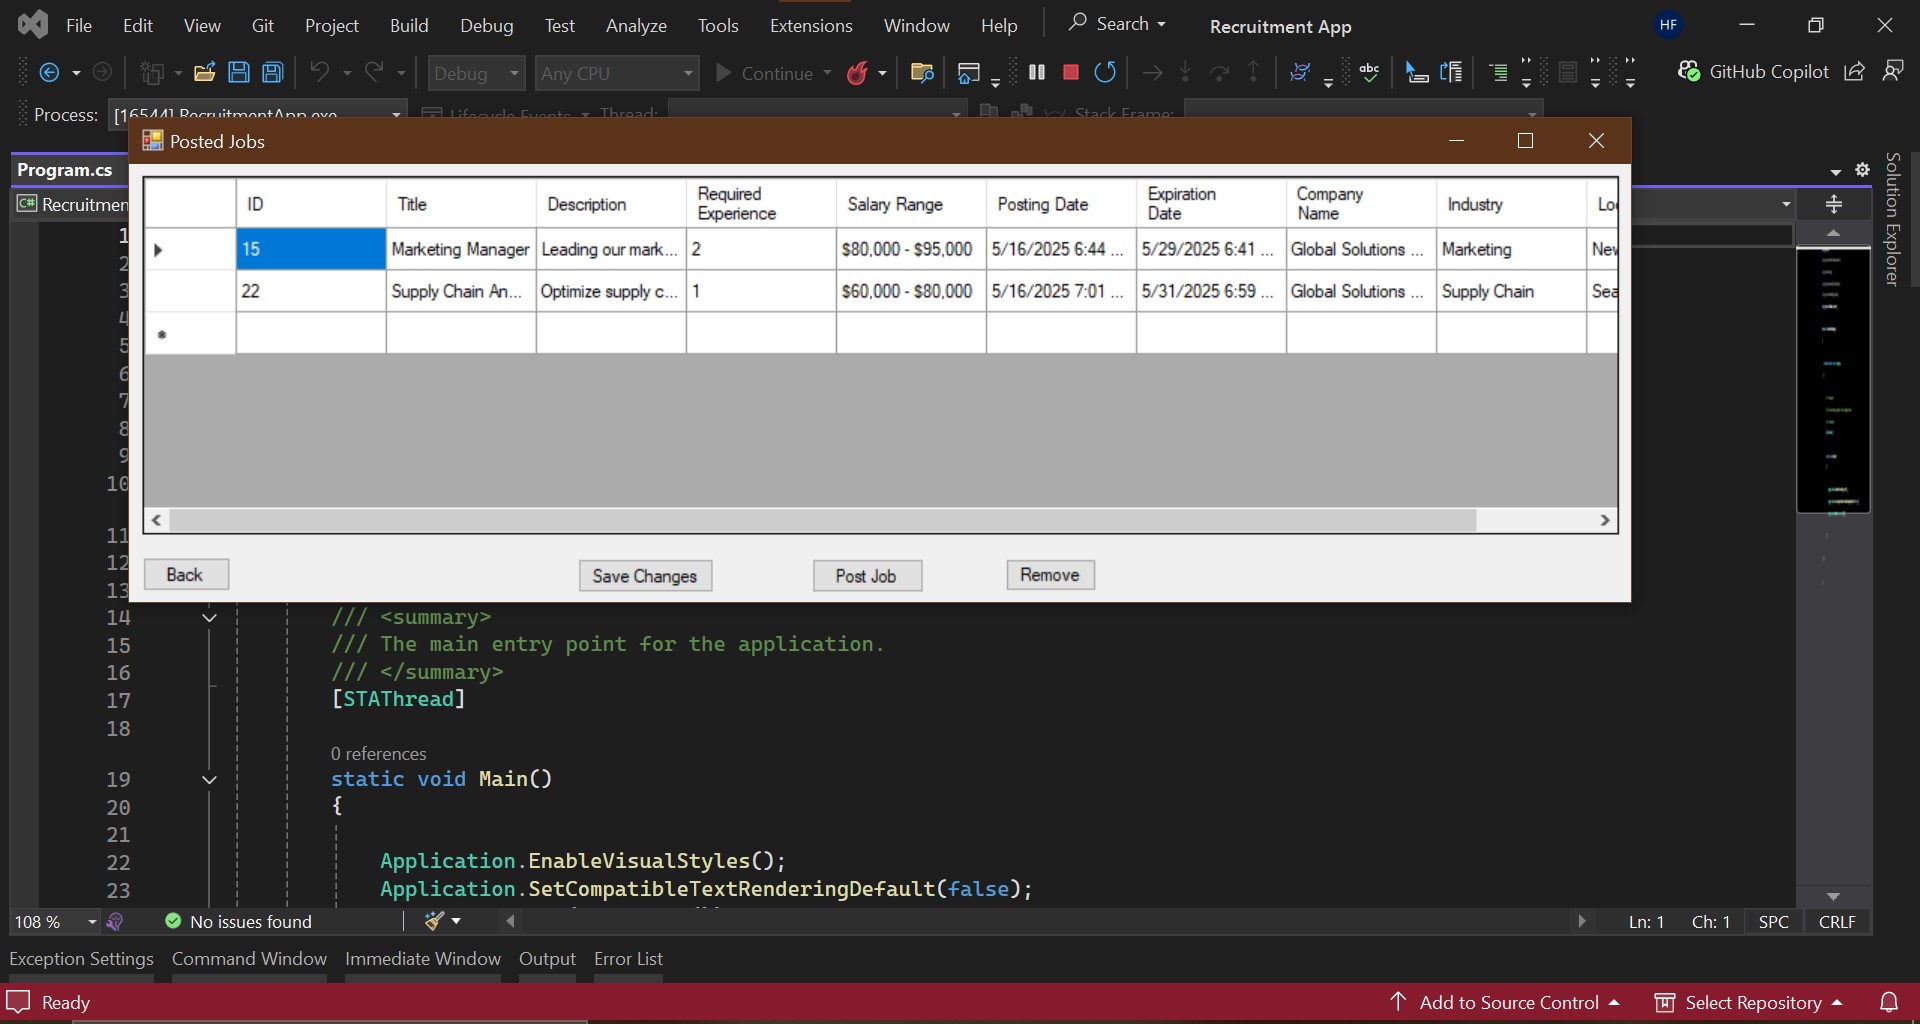 File Edit View Git Project Build Debug Test Analyze Tools Extensions Window Help Search Recruitment App HF
Debug Any CPU Continue GitHub Copilot
Process: [16544] RecruitmentApp.exe Lifecycle Events Thread: Stack Frame:
Posted Jobs
Program.cs
Recruitmen
Solution Explorer
ID Title Description Required Experience Salary Range Posting Date Expiration Date Company Name Industry Loc
15 Marketing Manager Leading our mark... 2 $80,000 - $95,000 5/16/2025 6:44 ... 5/29/2025 6:41 ... Global Solutions ... Marketing New
22 Supply Chain An... Optimize supply c... 1 $60,000 - $80,000 5/16/2025 7:01 ... 5/31/2025 6:59 ... Global Solutions ... Supply Chain Sea
Back Save Changes Post Job Remove
1
2
3
4
5
6
7
8
9
10
11
12
13
14 /// <summary>
15 /// The main entry point for the application.
16 /// </summary>
17 [STAThread]
18
0 references
19 static void Main()
20 {
21
22 Application.EnableVisualStyles();
23 Application.SetCompatibleTextRenderingDefault(false);
108 % No issues found Ln: 1 Ch: 1 SPC CRLF
Exception Settings Command Window Immediate Window Output Error List
Ready Add to Source Control Select Repository